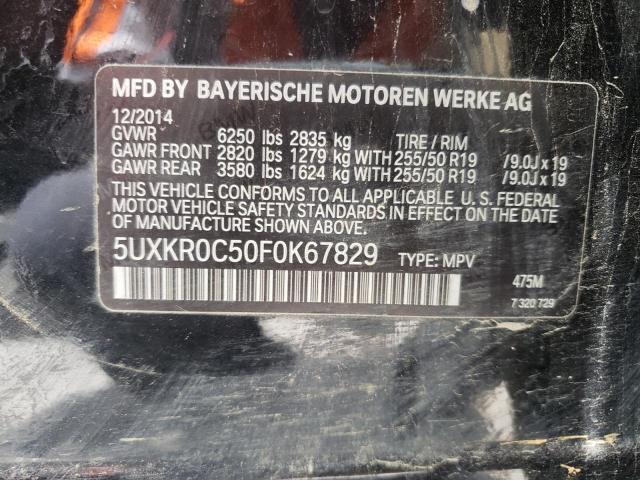 MFD BY BAYERISCHE MOTOREN WERKE AG
12/2014
GVWR 6250 lbs 2835 kg TIRE / RIM
GAWR FRONT 2820 lbs 1279 kg WITH 255/50 R19 /9.0J x 19
GAWR REAR 3580 lbs 1624 kg WITH 255/50 R19 /9.0J x 19
THIS VEHICLE CONFORMS TO ALL APPLICABLE U. S. FEDERAL
MOTOR VEHICLE SAFETY STANDARDS IN EFFECT ON THE DATE
OF MANUFACTURE SHOWN ABOVE.
5UXKR0C50F0K67829 TYPE: MPV
475M
7 320 729